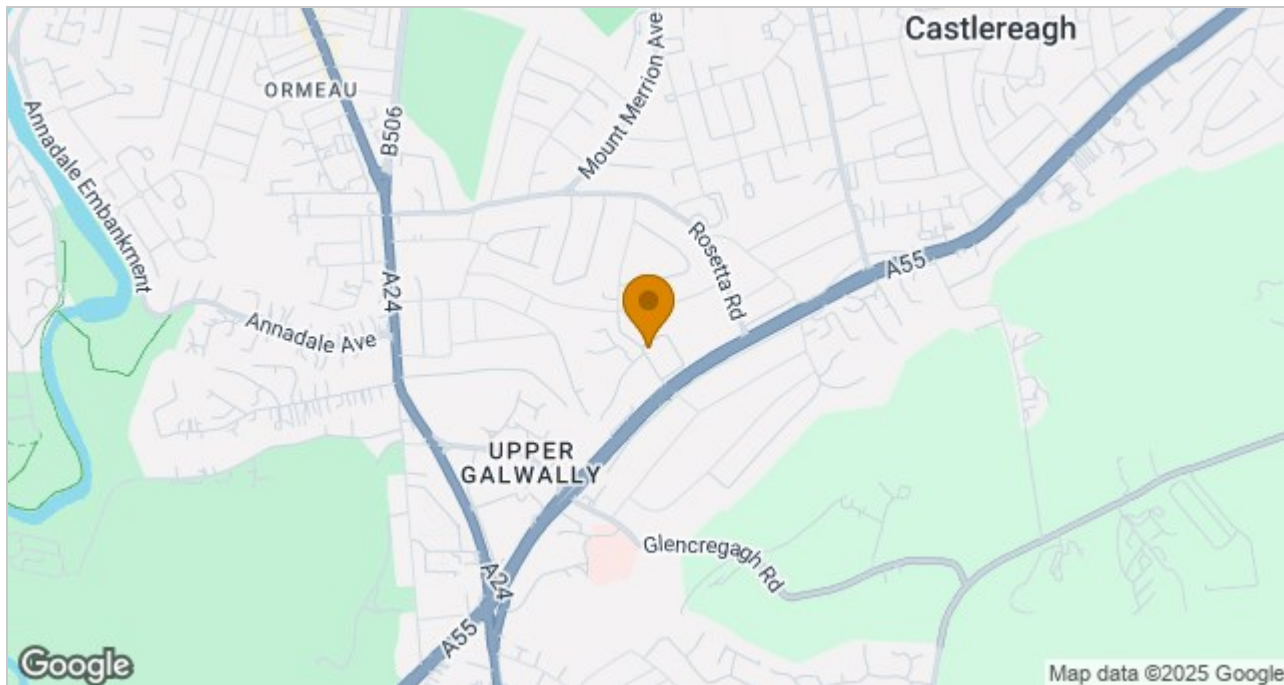 Castlereagh
Mount Merrion Ave
ORMEAU
B506
Annadale Embankment
Rosetta Rd
A55
A24
Annadale Ave
UPPER
GALWALLY
Glencregagh Rd
A24
A55
Google
Map data ©2025 Google